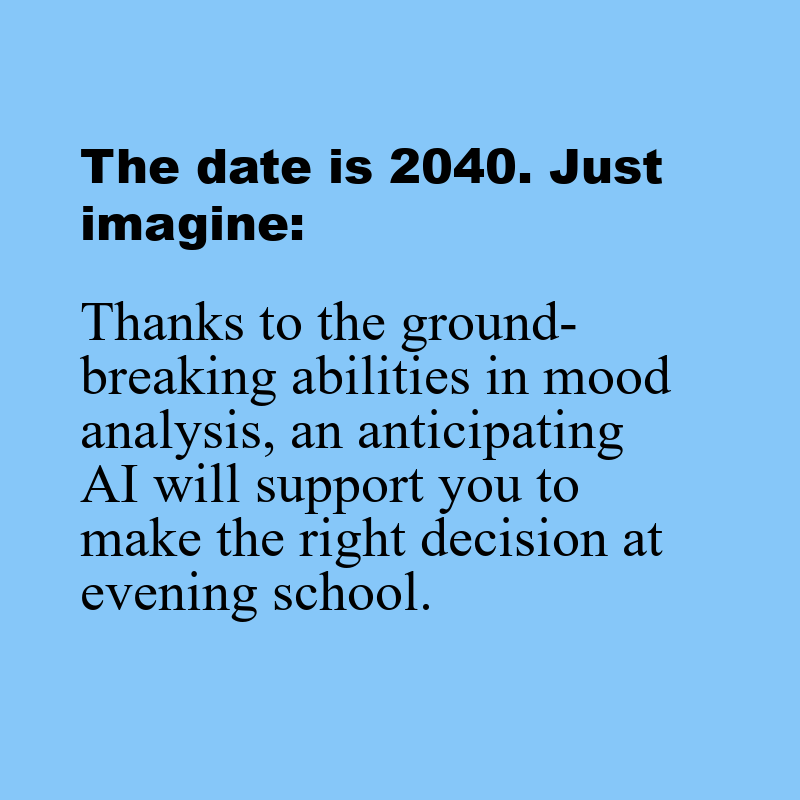 The date is 2040. Just
imagine:
Thanks to the ground-
breaking abilities in mood
analysis, an anticipating
AI will support you to
make the right decision at
evening school.